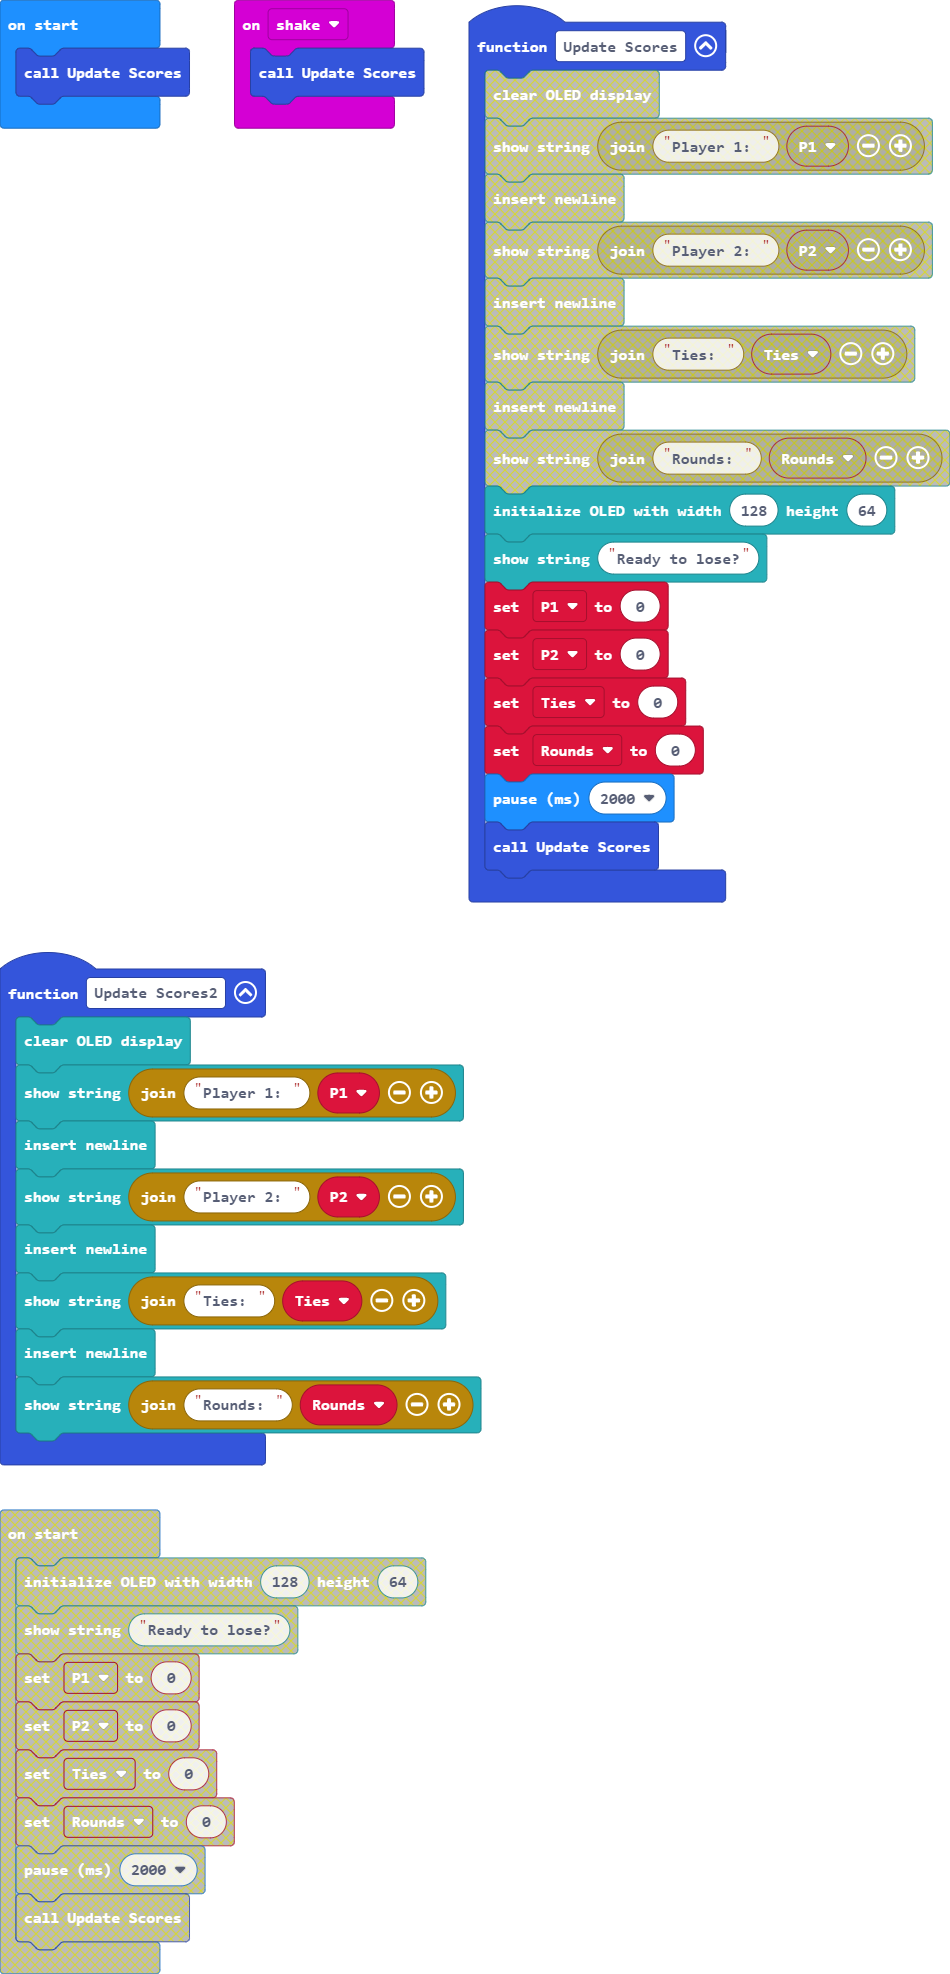 on start
call Update Scores
on shake
call Update Scores
function Update Scores
clear OLED display
show string join "Player 1: " P1
insert newline
show string join "Player 2: " P2
insert newline
show string join "Ties: " Ties
insert newline
show string join "Rounds: " Rounds
initialize OLED with width 128 height 64
show string "Ready to lose?"
set P1 to 0
set P2 to 0
set Ties to 0
set Rounds to 0
pause (ms) 2000
call Update Scores
function Update Scores2
clear OLED display
show string join "Player 1: " P1
insert newline
show string join "Player 2: " P2
insert newline
show string join "Ties: " Ties
insert newline
show string join "Rounds: " Rounds
on start
initialize OLED with width 128 height 64
show string "Ready to lose?"
set P1 to 0
set P2 to 0
set Ties to 0
set Rounds to 0
pause (ms) 2000
call Update Scores